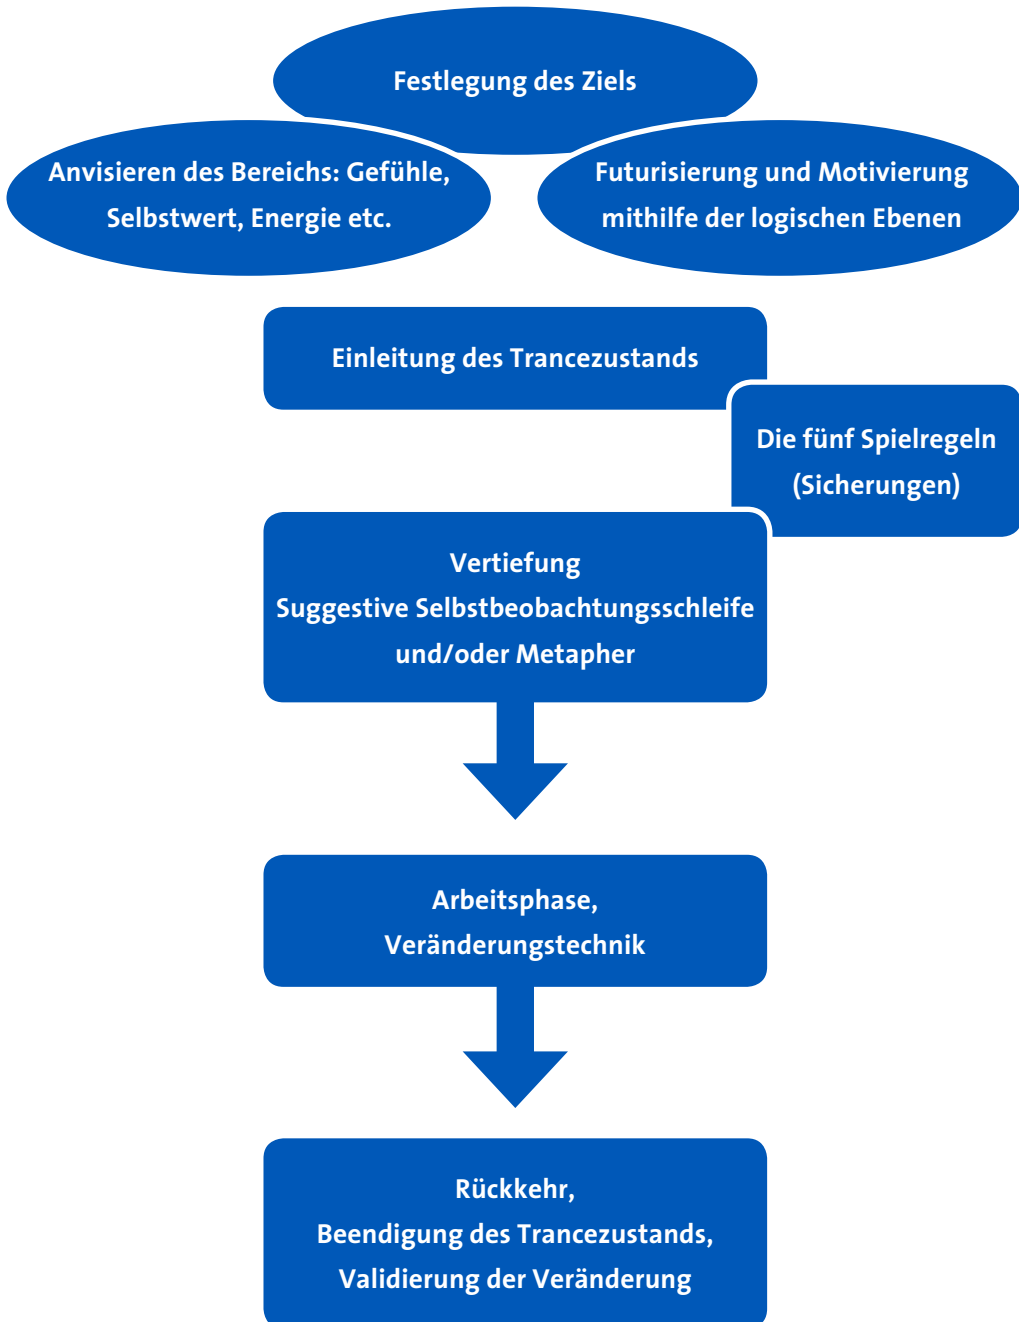 Festlegung des Ziels
Anvisieren des Bereichs: Gefühle,
Selbstwert, Energie etc.
Futurisierung und Motivierung
mithilfe der logischen Ebenen
Einleitung des Trancezustands
Die fünf Spielregeln
(Sicherungen)
Vertiefung
Suggestive Selbstbeobachtungsschleife
und/oder Metapher
Arbeitsphase,
Veränderungstechnik
Rückkehr,
Beendigung des Trancezustands,
Validierung der Veränderung